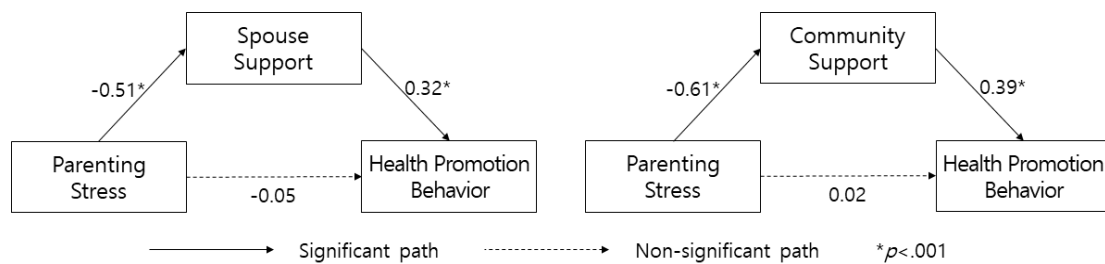 Spouse
Support
-0.51*
0.32*
Parenting
Stress
-0.05
Health Promotion
Behavior
Community
Support
-0.61*
0.39*
Parenting
Stress
0.02
Health Promotion
Behavior
Significant path
Non-significant path
*p<.001